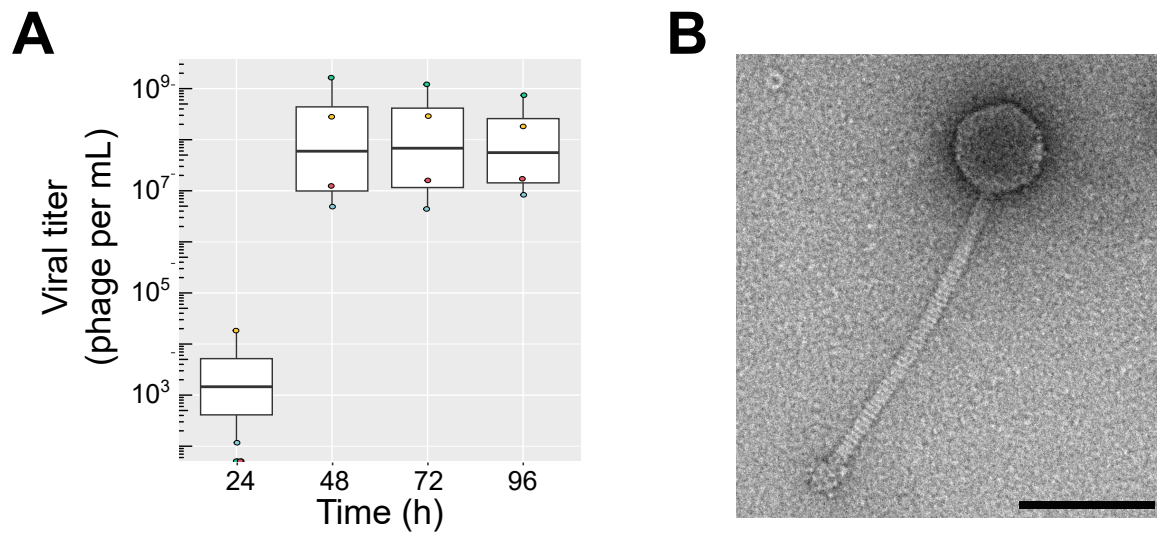 A
B
10⁹
10⁷
10⁵
10³
Viral titer
(phage per mL)
24 48 72 96
Time (h)